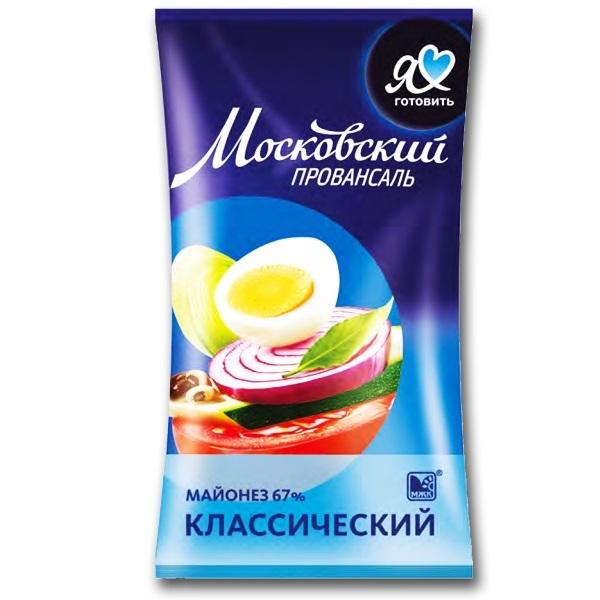 Я
ГОТОВИТЬ
Московский
ПРОВАНСАЛЬ
МАЙОНЕЗ 67%
МЖК ®
КЛАССИЧЕСКИЙ